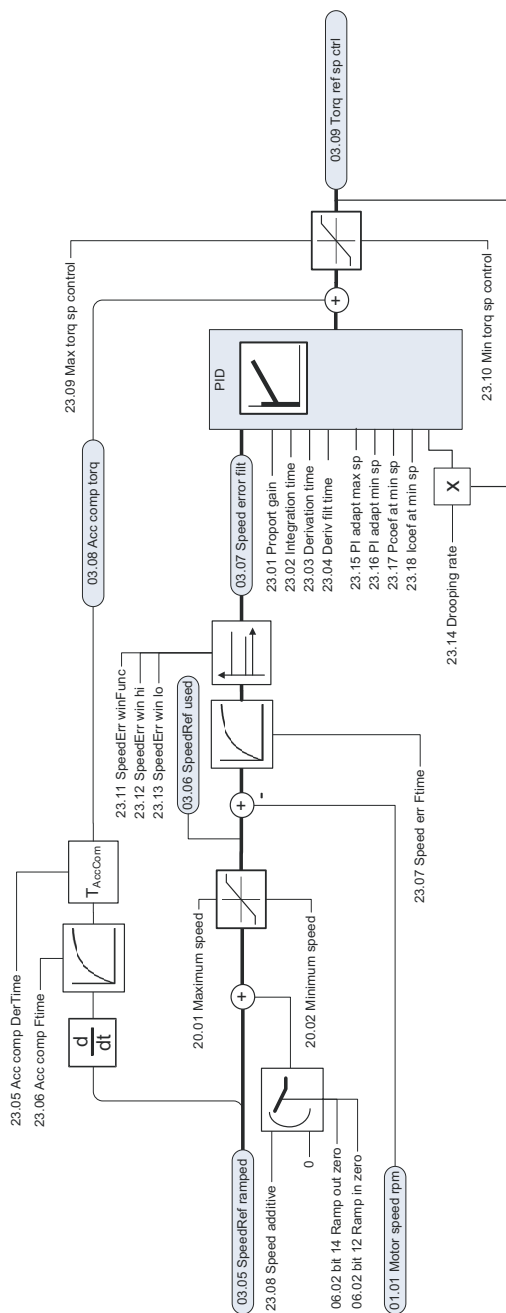 23.05 Acc comp DerTime
23.06 Acc comp Ftime
d
dt
TAccCom
03.08 Acc comp torq
23.09 Max torq sp control
03.05 SpeedRef ramped
23.08 Speed additive
0
06.02 bit 14 Ramp out zero
06.02 bit 12 Ramp in zero
+
20.01 Maximum speed
20.02 Minimum speed
03.06 SpeedRef used
+
-
01.01 Motor speed rpm
23.07 Speed err Ftime
23.11 SpeedErr winFunc
23.12 SpeedErr win hi
23.13 SpeedErr win lo
03.07 Speed error filt
PID
23.01 Proport gain
23.02 Integration time
23.03 Derivation time
23.04 Deriv filt time
23.15 PI adapt max sp
23.16 PI adapt min sp
23.17 Pcoef at min sp
23.18 Icoef at min sp
23.14 Drooping rate
X
+
23.10 Min torq sp control
03.09 Torq ref sp ctrl